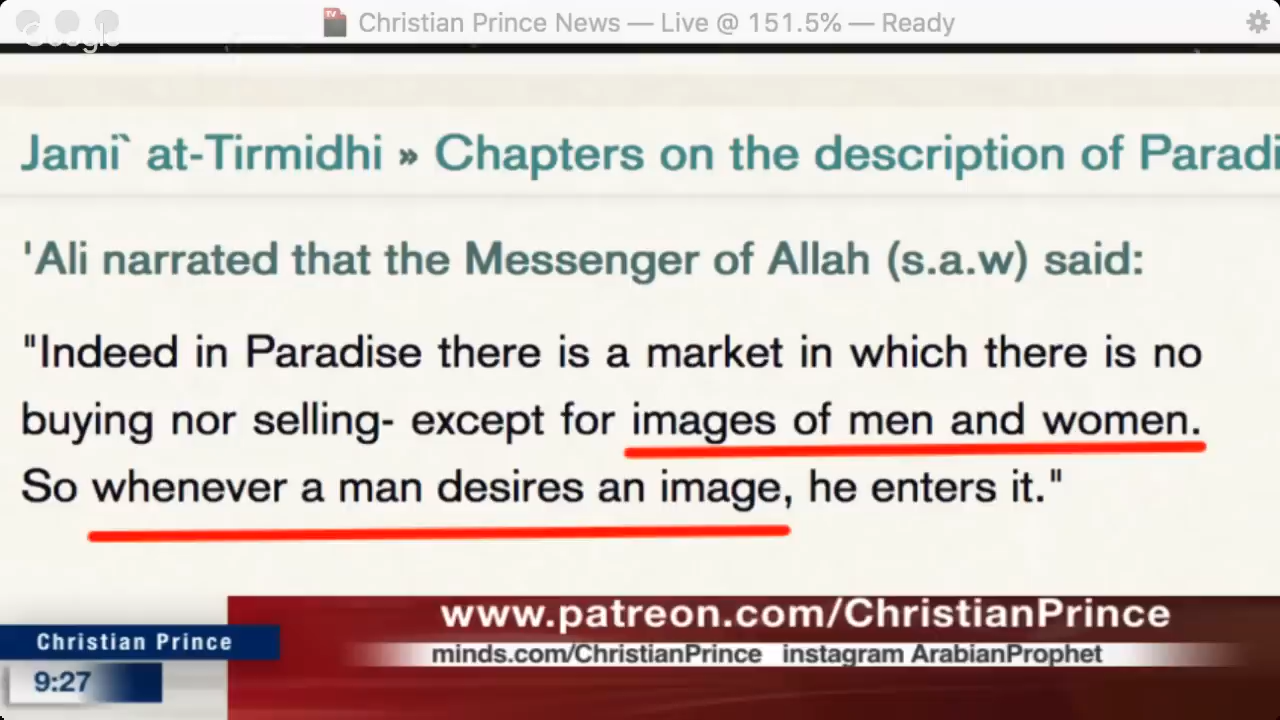 Christian Prince News — Live @ 151.5% — Ready
Google
Jami` at-Tirmidhi » Chapters on the description of Paradi
'Ali narrated that the Messenger of Allah (s.a.w) said:
"Indeed in Paradise there is a market in which there is no
buying nor selling- except for images of men and women.
So whenever a man desires an image, he enters it."
www.patreon.com/ChristianPrince
Christian Prince
minds.com/ChristianPrince instagram ArabianProphet
9:27